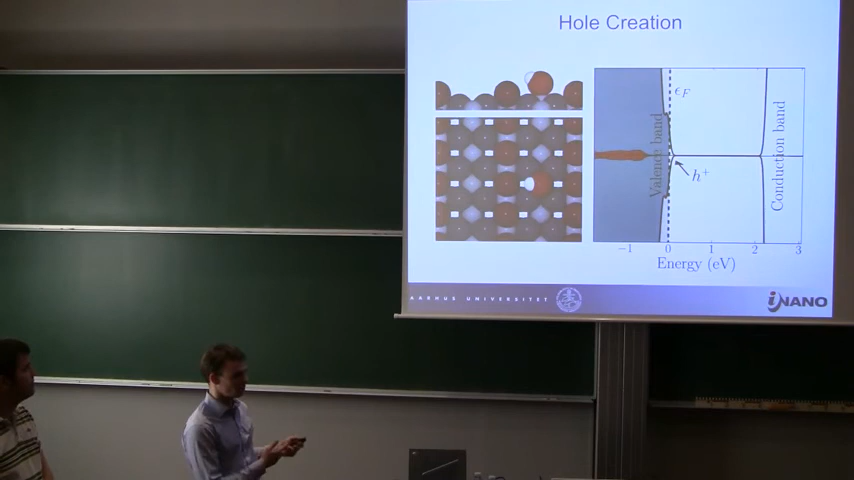 Hole Creation
ϵF
Valence band
h+
Conduction band
−1 0 1 2 3
Energy (eV)
AARHUS UNIVERSITET
iNANO